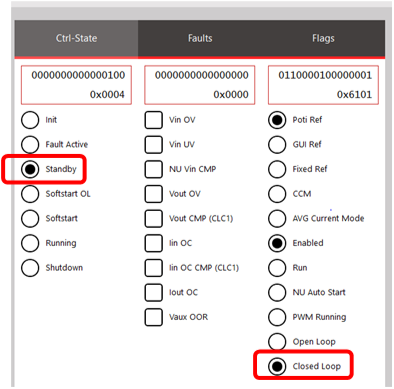 Ctrl-State Faults Flags
0000000000000100 0000000000000000 0110000100000001
0x0004 0x0000 0x6101
Init Vin OV Poti Ref
Fault Active Vin UV GUI Ref
Standby NU Vin CMP Fixed Ref
Softstart OL Vout OV CCM
Softstart Vout CMP (CLC1) AVG Current Mode
Running Iin OC Enabled
Shutdown Iin OC CMP (CLC1) Run
Iout OC NU Auto Start
Vaux OOR PWM Running
Open Loop
Closed Loop